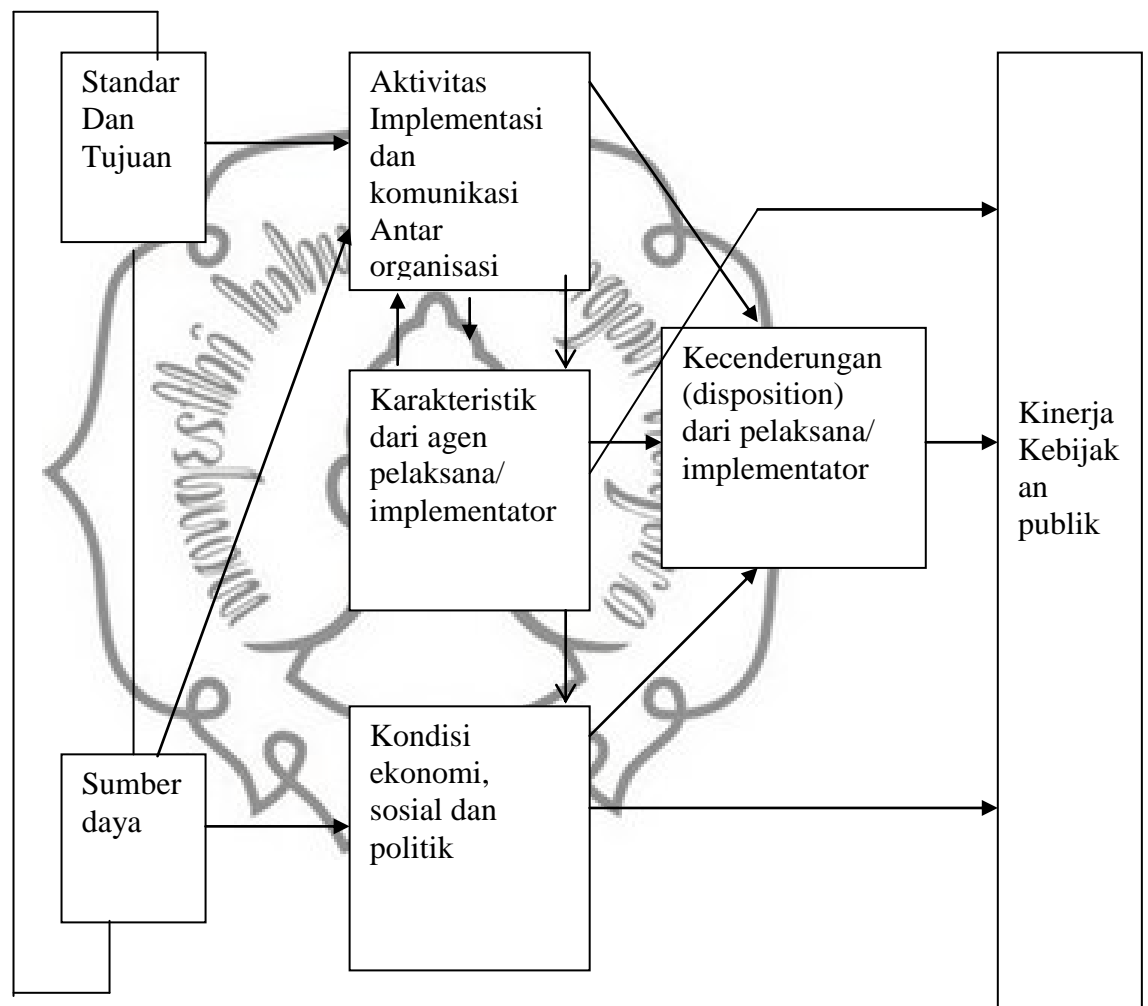 Standar
Dan
Tujuan
Aktivitas
Implementasi
dan
komunikasi
Antar
organisasi
Karakteristik
dari agen
pelaksana/
implementator
Kecenderungan
(disposition)
dari pelaksana/
implementator
Kinerja
Kebijak
an
publik
Sumber
daya
Kondisi
ekonomi,
sosial dan
politik